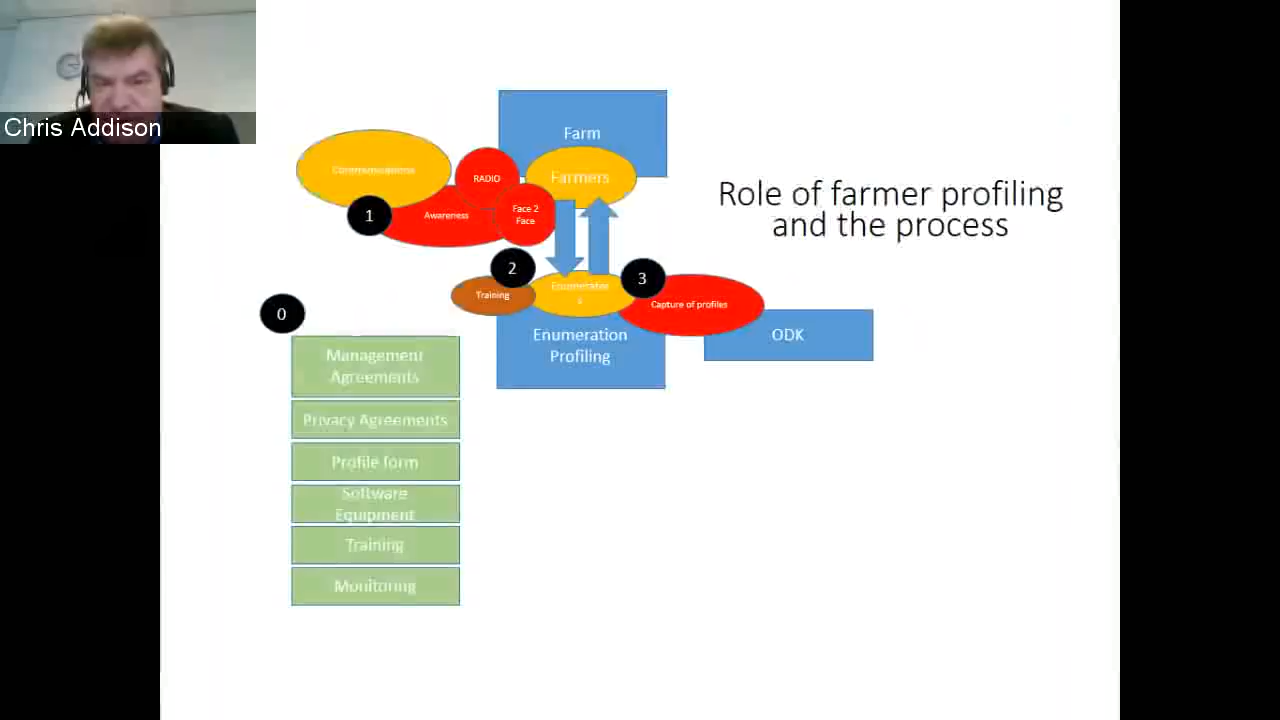 Chris Addison
Role of farmer profiling
and the process
Farm
Farmers
Communications
RADIO
Awareness
Face 2
Face
1
2
3
Training
Capture of profiles
Enumeration
Profiling
ODK
0
Management
Agreements
Privacy Agreements
Profile form
Software
Equipment
Training
Monitoring